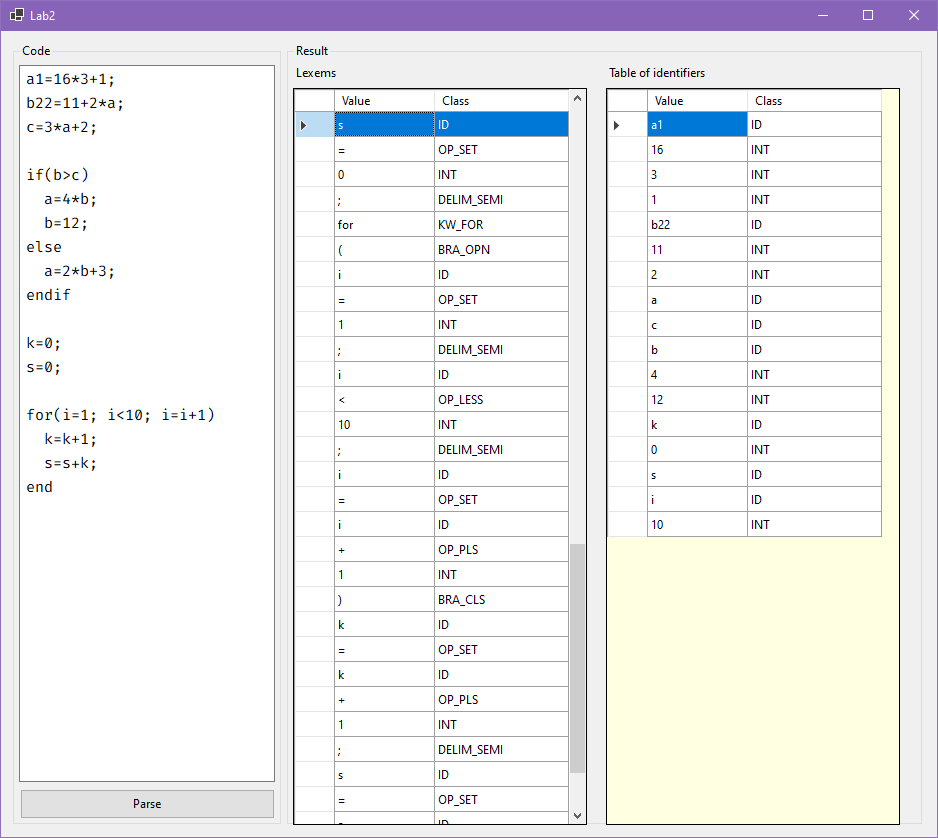 Lab2
Code
a1=16*3+1;
b22=11+2*a;
c=3*a+2;
if(b>c)
a=4*b;
b=12;
else
a=2*b+3;
endif
k=0;
s=0;
for(i=1; i<10; i=i+1)
k=k+1;
s=s+k;
end
Parse
Result
Lexems
Value Class
s ID
= OP_SET
0 INT
; DELIM_SEMI
for KW_FOR
( BRA_OPN
i ID
= OP_SET
1 INT
; DELIM_SEMI
i ID
< OP_LESS
10 INT
; DELIM_SEMI
i ID
= OP_SET
i ID
+ OP_PLS
1 INT
) BRA_CLS
k ID
= OP_SET
k ID
+ OP_PLS
1 INT
; DELIM_SEMI
s ID
= OP_SET
s ID
Table of identifiers
Value Class
a1 ID
16 INT
3 INT
1 INT
b22 ID
11 INT
2 INT
a ID
c ID
b ID
4 INT
12 INT
k ID
0 INT
s ID
i ID
10 INT